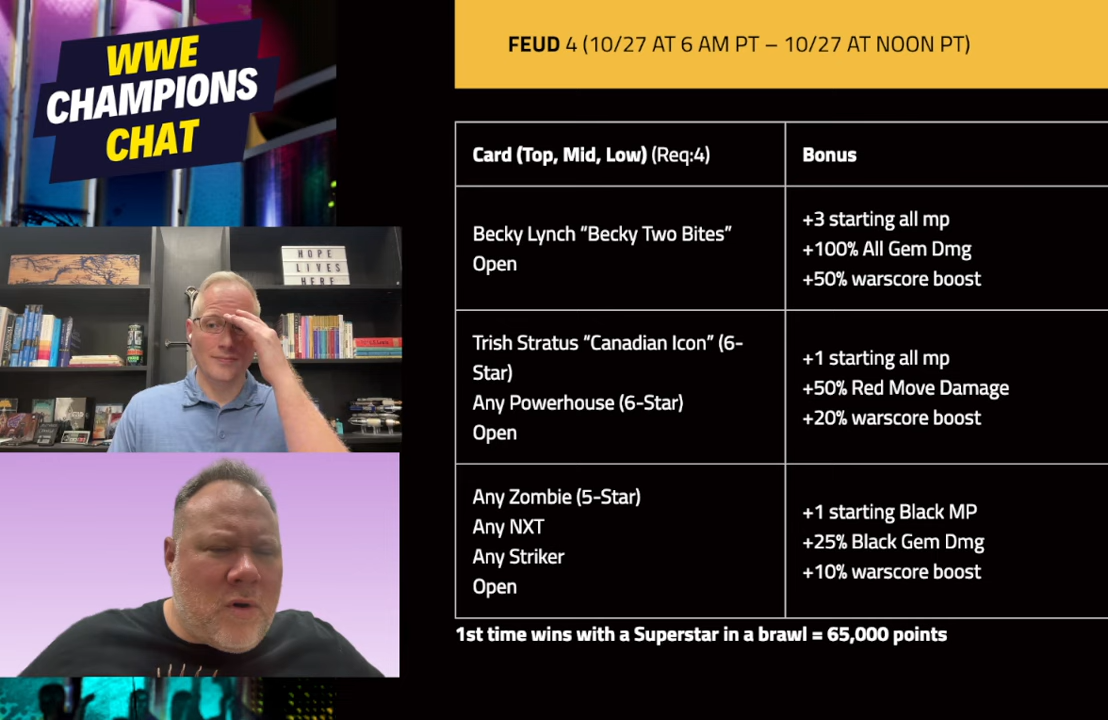 WWE
CHAMPIONS
CHAT
HOPE
LIVES
HERE
FEUD 4 (10/27 AT 6 AM PT – 10/27 AT NOON PT)
Card (Top, Mid, Low) (Req:4)
Bonus
Becky Lynch “Becky Two Bites”
Open
+3 starting all mp
+100% All Gem Dmg
+50% warscore boost
Trish Stratus “Canadian Icon” (6-
Star)
Any Powerhouse (6-Star)
Open
+1 starting all mp
+50% Red Move Damage
+20% warscore boost
Any Zombie (5-Star)
Any NXT
Any Striker
Open
+1 starting Black MP
+25% Black Gem Dmg
+10% warscore boost
1st time wins with a Superstar in a brawl = 65,000 points